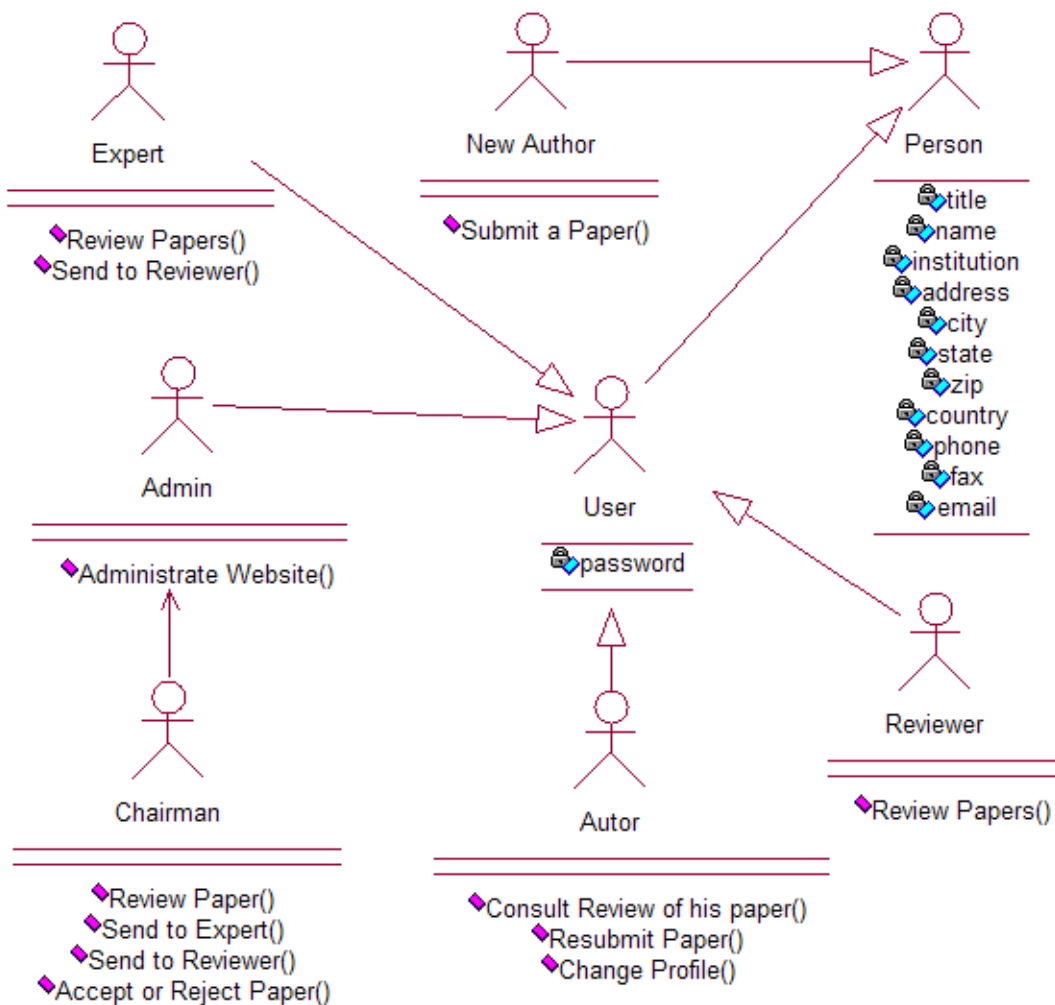 Expert
Review Papers()
Send to Reviewer()
New Author
Submit a Paper()
Person
title
name
institution
address
city
state
zip
country
phone
fax
email
Admin
Administrate Website()
User
password
Chairman
Review Paper()
Send to Expert()
Send to Reviewer()
Accept or Reject Paper()
Autor
Consult Review of his paper()
Resubmit Paper()
Change Profile()
Reviewer
Review Papers()